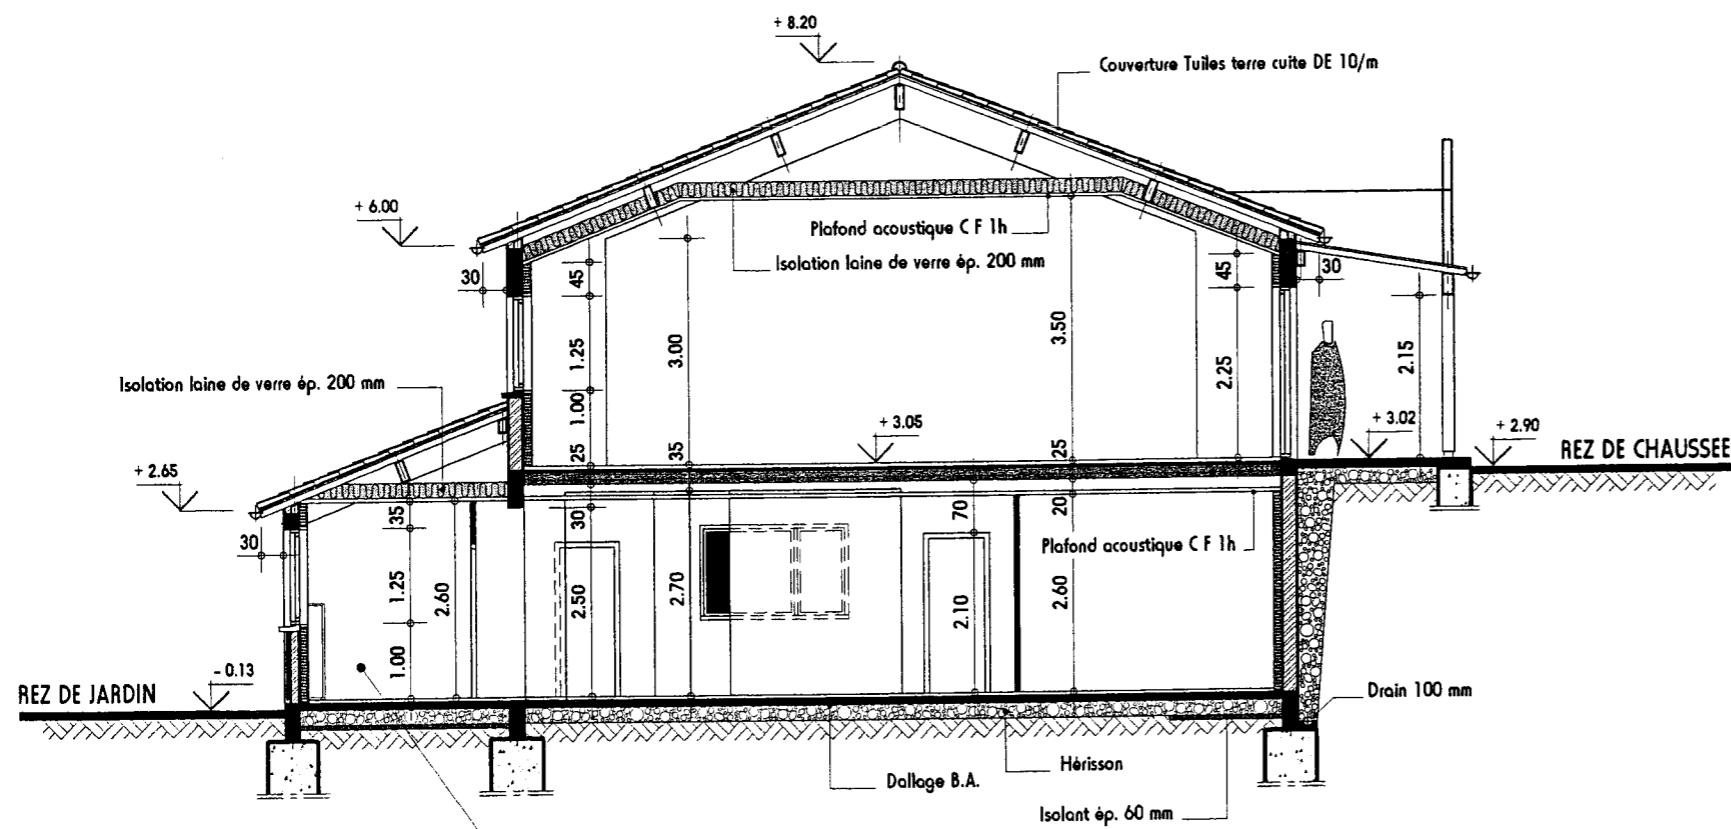 + 8.20
Couverture Tuiles terre cuite DE 10/m
+ 6.00
Plafond acoustique C F 1h
Isolation laine de verre ép. 200 mm
30
45
45
30
3.50
1.25
3.00
2.25
2.15
Isolation laine de verre ép. 200 mm
1.00
+ 3.05
+ 3.02
+ 2.90
REZ DE CHAUSSEE
25
35
25
+ 2.65
35
30
70
20
30
Plafond acoustique C F 1h
1.25
2.60
2.50
2.70
2.10
2.60
1.00
- 0.13
REZ DE JARDIN
Drain 100 mm
Hérisson
Dallage B.A.
Isolant ép. 60 mm